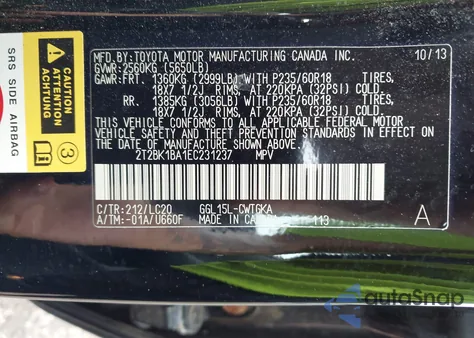 SRS SIDE AIRBAG
ACHTUNG
ATTENTION
CAUTION
3
MFD.BY: TOYOTA MOTOR MANUFACTURING CANADA INC. 10/13
GVWR:2560KG (5650LB)
GAWR:FRT. 1360KG (2999LB) WITH P235/60R18 TIRES,
18X7 1/2J RIMS, AT 220KPA (32PSI) COLD.
RR. 1385KG (3056LB) WITH P235/60R18 TIRES,
18X7 1/2J RIMS, AT 220KPA (32PSI) COLD.
THIS VEHICLE CONFORMS TO ALL APPLICABLE FEDERAL MOTOR
VEHICLE SAFETY STANDARDS IN EFFECT ON THE DATE OF
MANUFACTURE SHOWN ABOVE.
2T2BK1BA1EC231237 MPV
C/TR:212/LC20 GGL15L-CWTGKA
A/TM:-01A/U660F MADE IN 113
A
autoSnap